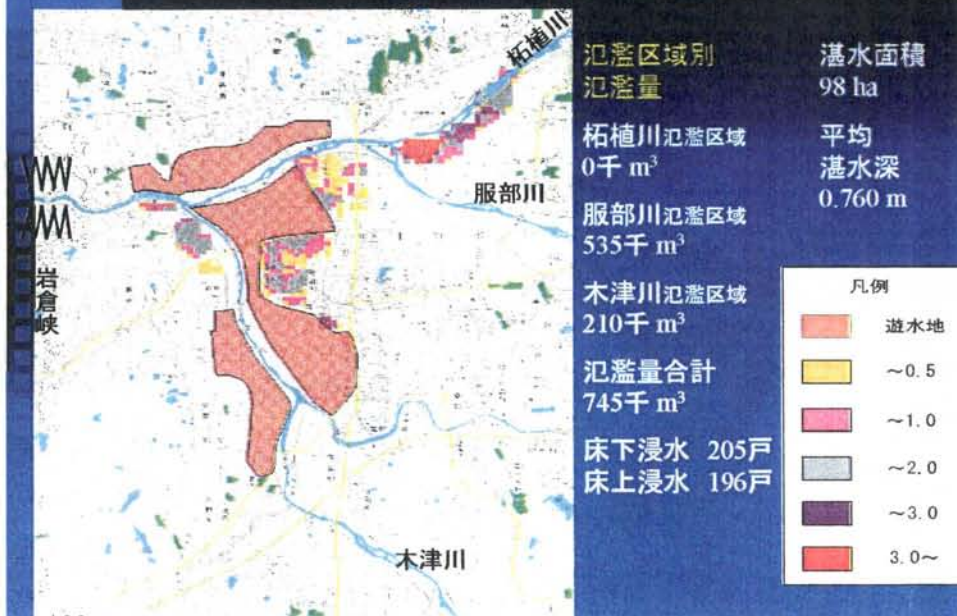 柘植川
服部川
岩倉峡
木津川
氾濫区域別
氾濫量
柘植川氾濫区域
0千 m³
服部川氾濫区域
535千 m³
木津川氾濫区域
210千 m³
氾濫量合計
745千 m³
床下浸水 205戸
床上浸水 196戸
湛水面積
98 ha
平均
湛水深
0.760 m
凡例
遊水地
～0.5
～1.0
～2.0
～3.0
3.0～